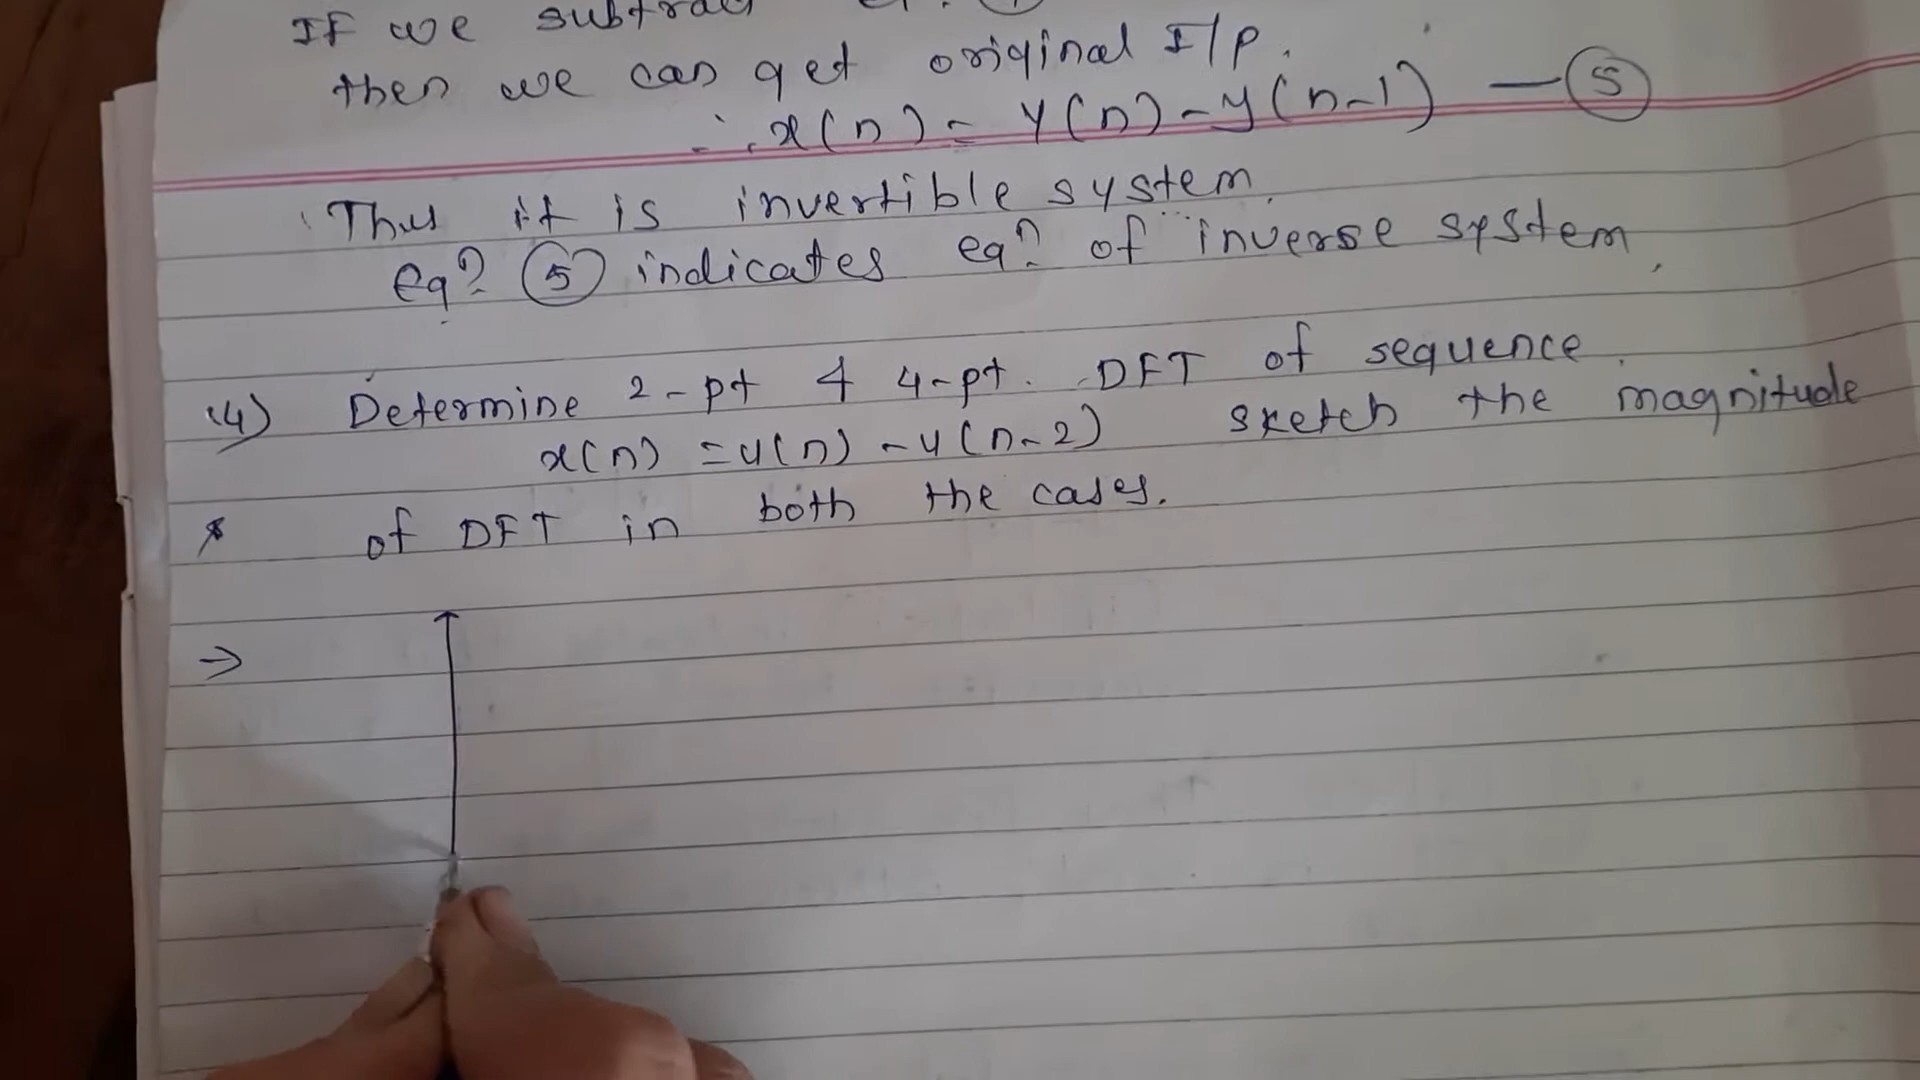 If we subtract
then we can get original I/p.
∴ x(n) = y(n) - y(n-1) — ⑤
Thus it is invertible system
eqⁿ ⑤ indicates eqⁿ of inverse system.
(4) Determine 2-pt & 4-pt. DFT of sequence.
x(n) = u(n) - u(n-2) sketch the magnitude
of DFT in both the cases.
→